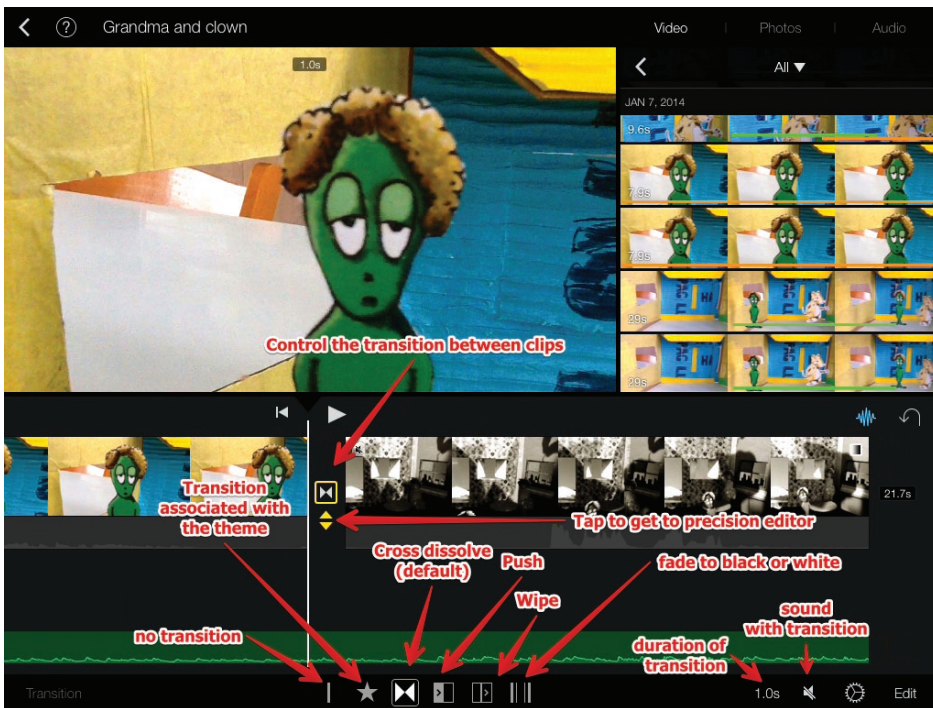 Grandma and clown
Video
Photos
Audio
1.0s
All ▼
JAN 7, 2014
9.6s
7.9s
7.9s
29s
29s
Control the transition between clips
Transition
associated with
the theme
21.7s
Tap to get to precision editor
Cross dissolve
(default)
Push
fade to black or white
Wipe
no transition
sound
with transition
duration of
transition
Transition
1.0s
Edit